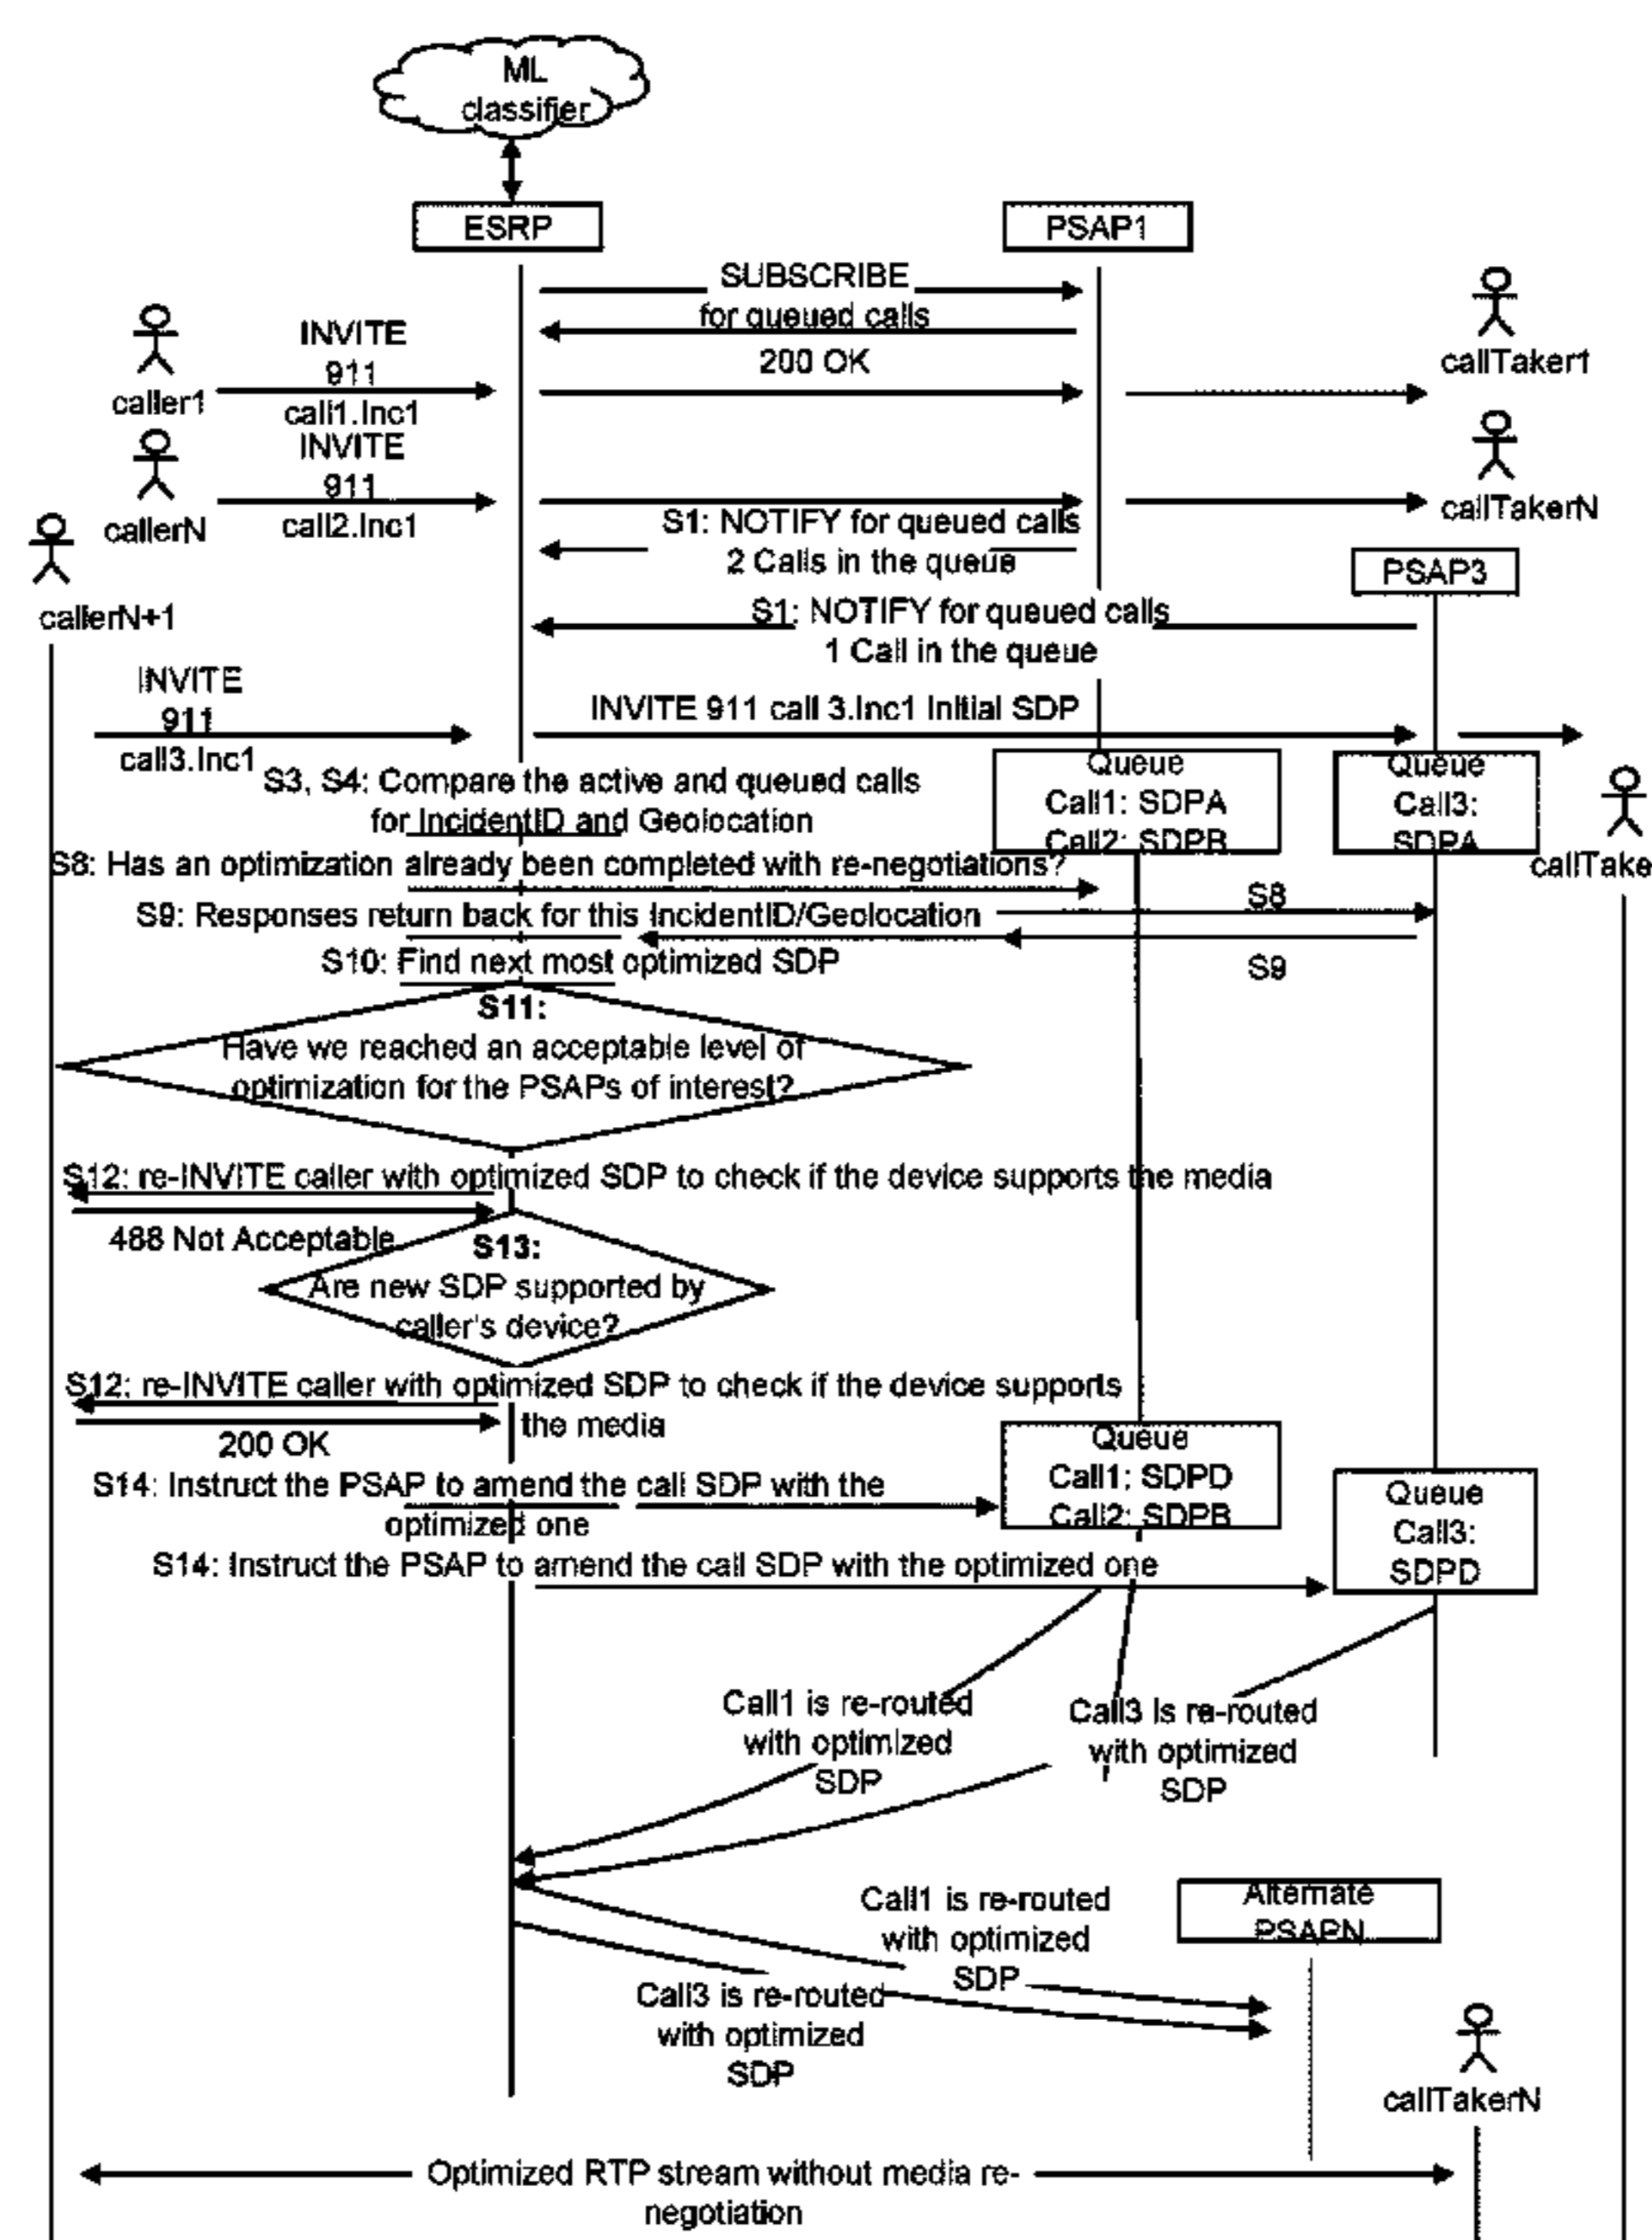 ML
classifier
ESRP
PSAP1
SUBSCRIBE
for queued calls
200 OK
caller1
INVITE
911
call1.Inc1
callTaker1
callerN
INVITE
911
call2.Inc1
callTakerN
S1: NOTIFY for queued calls
2 Calls in the queue
callerN+1
PSAP3
S1: NOTIFY for queued calls
1 Call in the queue
INVITE
911
call3.Inc1
INVITE 911 call 3.Inc1 Initial SDP
Queue
Call1: SDPA
Call2: SDPB
Queue
Call3:
SDPA
callTake
S3, S4: Compare the active and queued calls
for IncidentID and Geolocation
S8: Has an optimization already been completed with re-negotiations?
S8
S9: Responses return back for this IncidentID/Geolocation
S9
S10: Find next most optimized SDP
S11:
Have we reached an acceptable level of
optimization for the PSAPs of interest?
S12: re-INVITE caller with optimized SDP to check if the device supports the media
488 Not Acceptable
S13:
Are new SDP supported by
caller's device?
S12: re-INVITE caller with optimized SDP to check if the device supports
the media
200 OK
Queue
Call1: SDPD
Call2: SDPB
S14: Instruct the PSAP to amend the call SDP with the
optimized one
Queue
Call3:
SDPD
S14: Instruct the PSAP to amend the call SDP with the optimized one
Call1 is re-routed
with optimized
SDP
Call3 is re-routed
with optimized
SDP
Call1 is re-routed
with optimized
SDP
Alternate
PSAPN
Call3 is re-routed
with optimized
SDP
callTakerN
Optimized RTP stream without media re-
negotiation